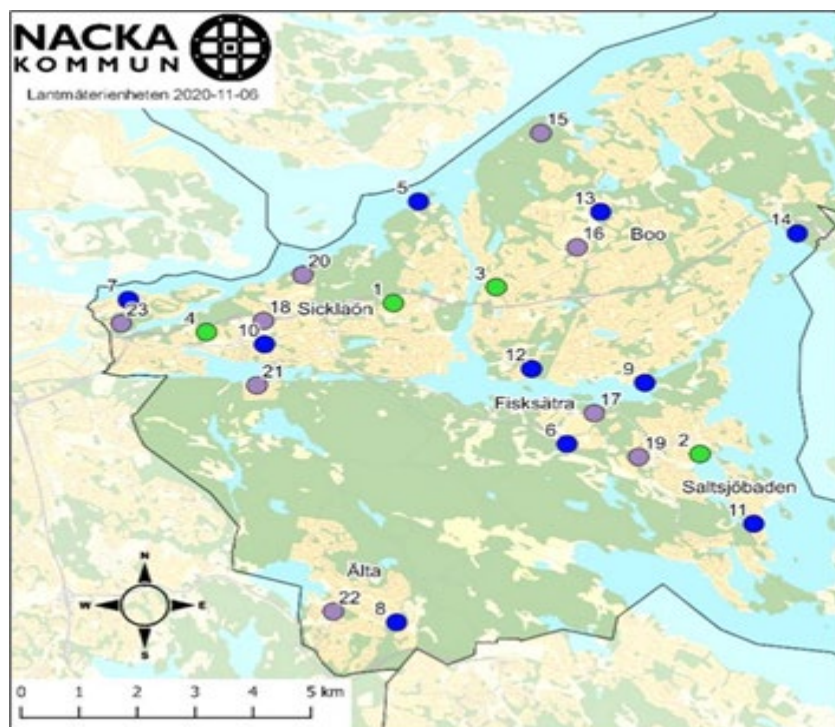 NACKA
KOMMUN
Lantmäterienheten 2020-11-06
15
5
13
14
16
Boo
20
3
7
1
18
Sicklaön
23
4
10
12
9
21
Fisksätra
17
6
19
2
Saltsjöbaden
11
N
Älta
W
E
22
8
S
0 1 2 3 4 5 km